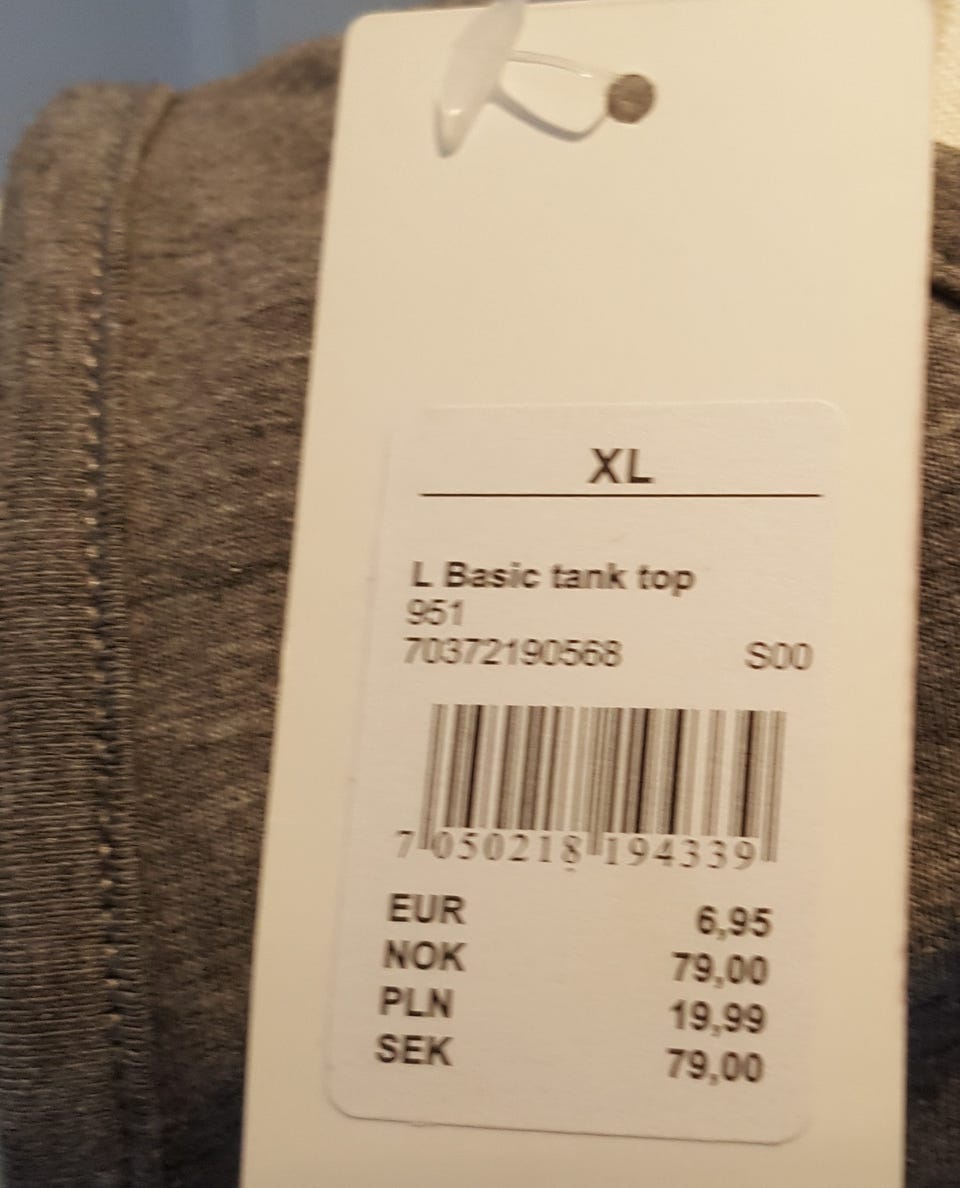 XL
L Basic tank top
951
70372190568 S00
7 050218 194339
EUR 6,95
NOK 79,00
PLN 19,99
SEK 79,00